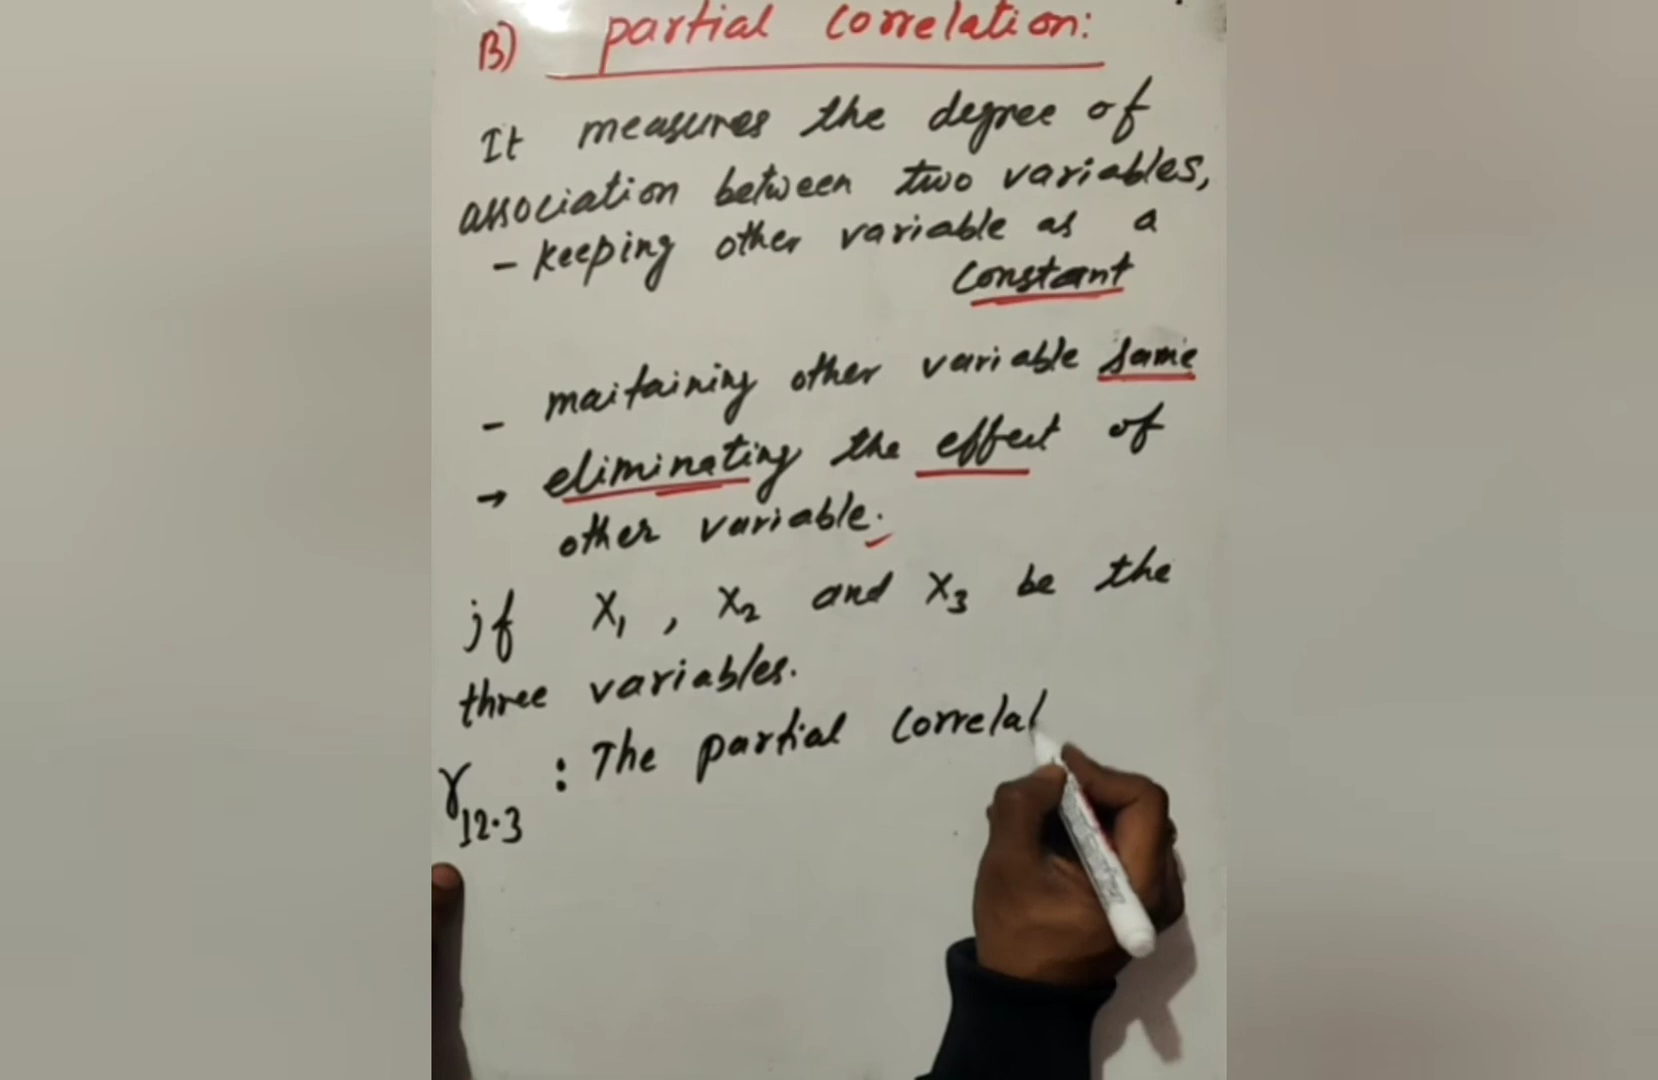 B) partial correlation:
It measures the degree of
association between two variables,
- keeping other variable as a
constant
- maitaining other variable same
→ eliminating the effect of
other variable.
if X₁, X₂ and X₃ be the
three variables.
r₁₂.₃ : The partial correlat